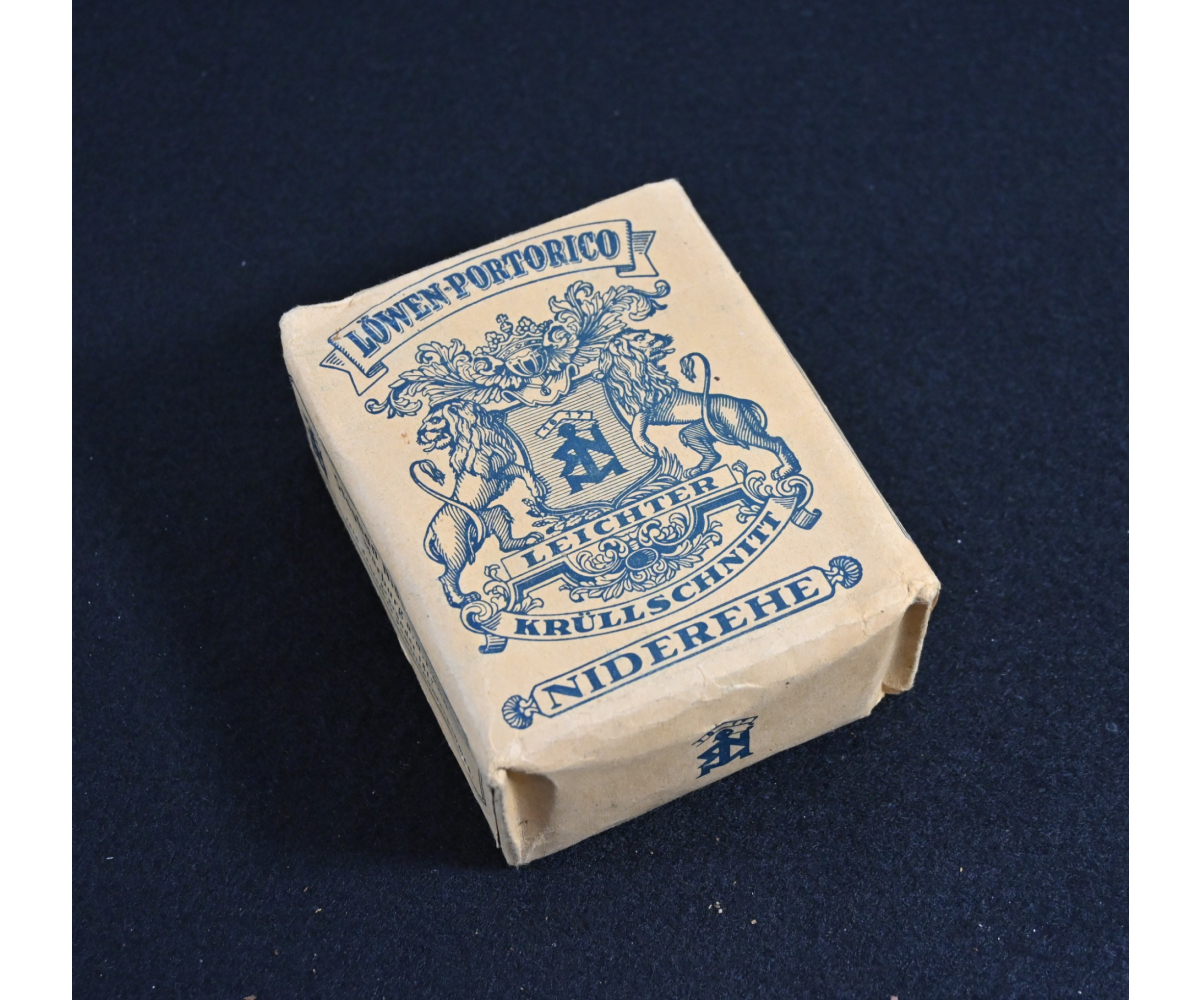 LÖWEN-PORTORICO
LEICHTER
KRÜLLSCHNITT
NIDEREHE